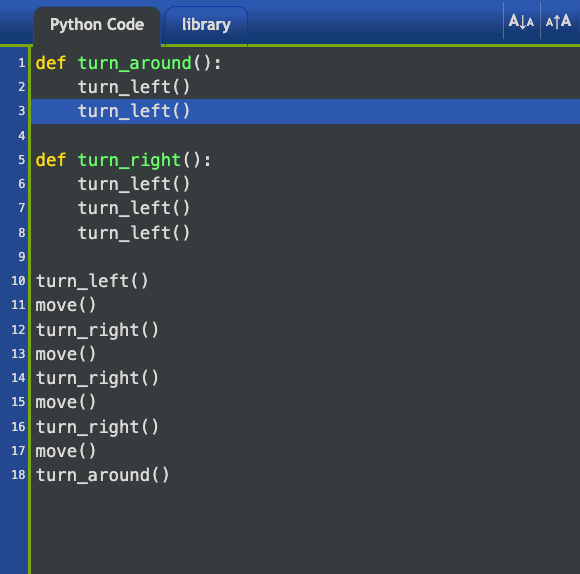 Python Code library A↓A A↑A
1 def turn_around():
2     turn_left()
3     turn_left()
4
5 def turn_right():
6     turn_left()
7     turn_left()
8     turn_left()
9
10 turn_left()
11 move()
12 turn_right()
13 move()
14 turn_right()
15 move()
16 turn_right()
17 move()
18 turn_around()